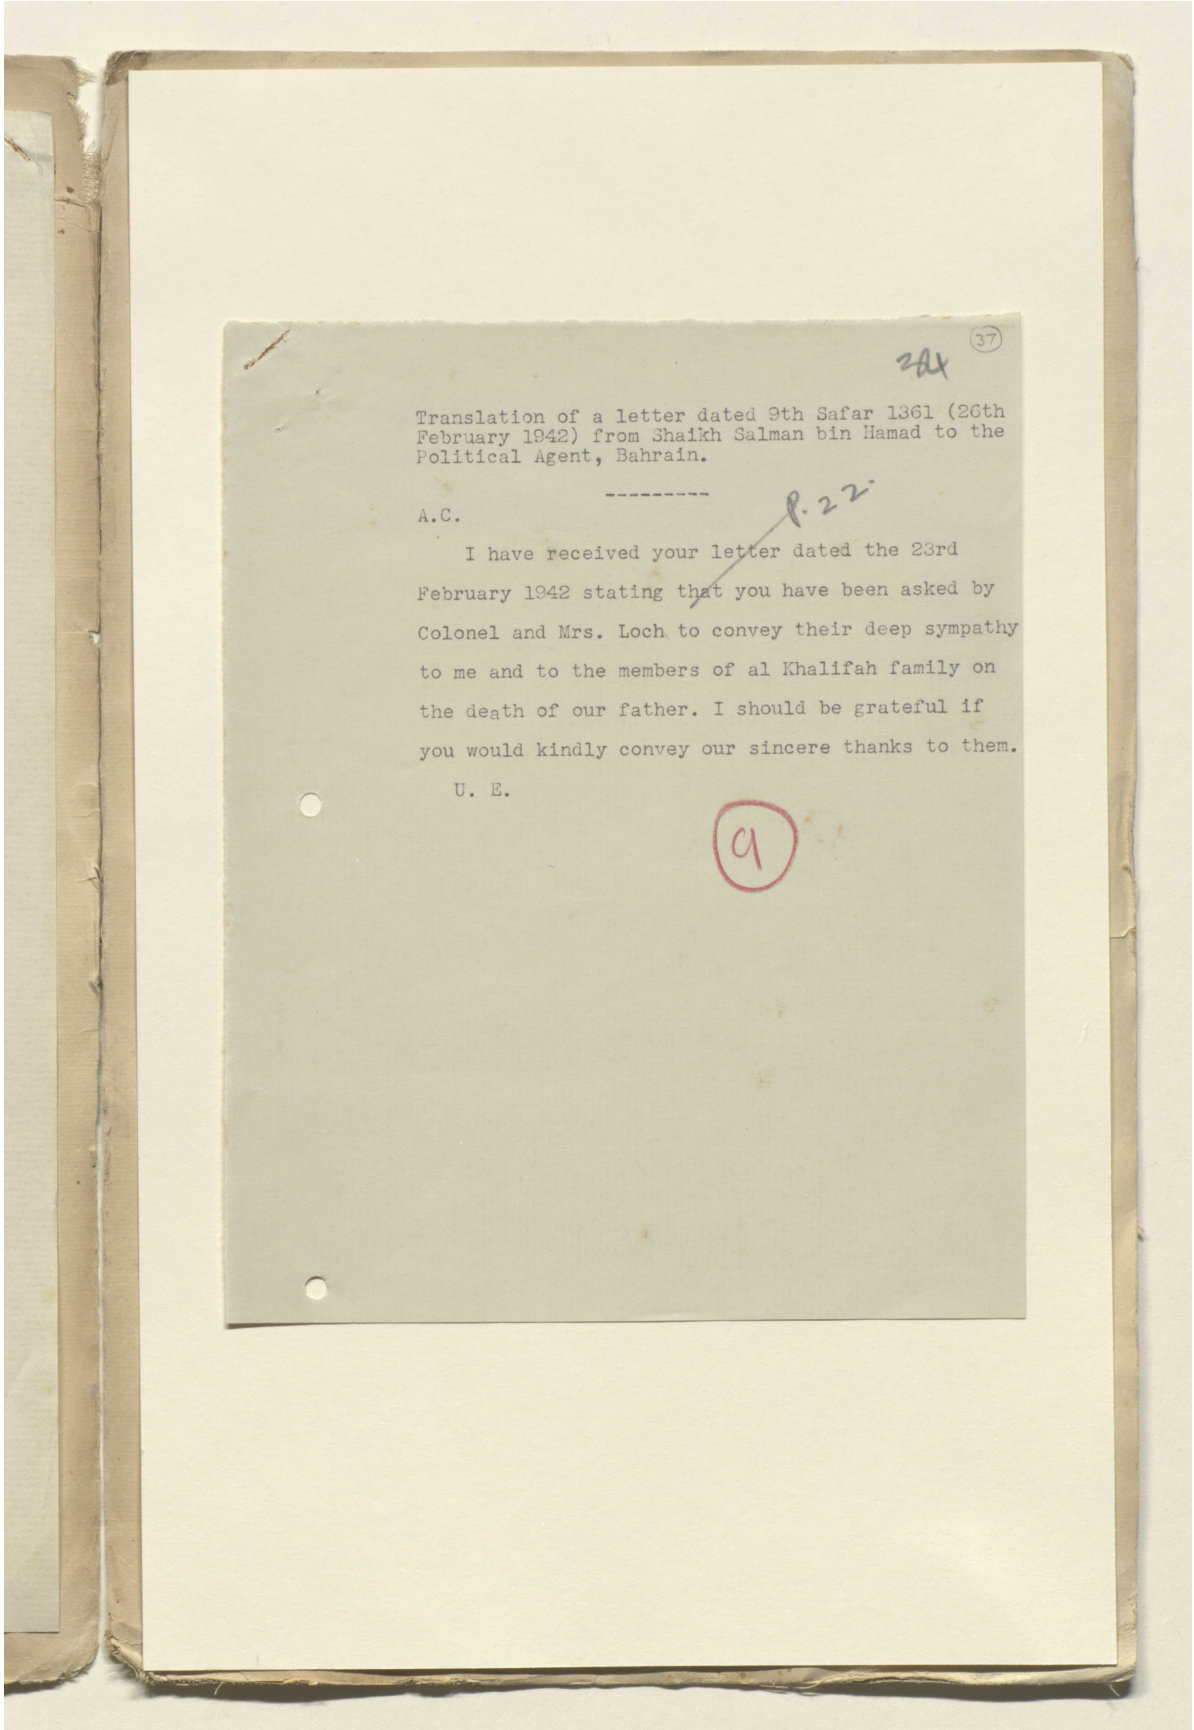 37
Translation of a letter dated 9th Safar 1361 (26th
February 1942) from Shaikh Salman bin Hamad to the
Political Agent, Bahrain.
---------
P. 22.
A.C.
I have received your letter dated the 23rd
February 1942 stating that you have been asked by
Colonel and Mrs. Loch to convey their deep sympathy
to me and to the members of al Khalifah family on
the death of our father. I should be grateful if
you would kindly convey our sincere thanks to them.
U. E.
9